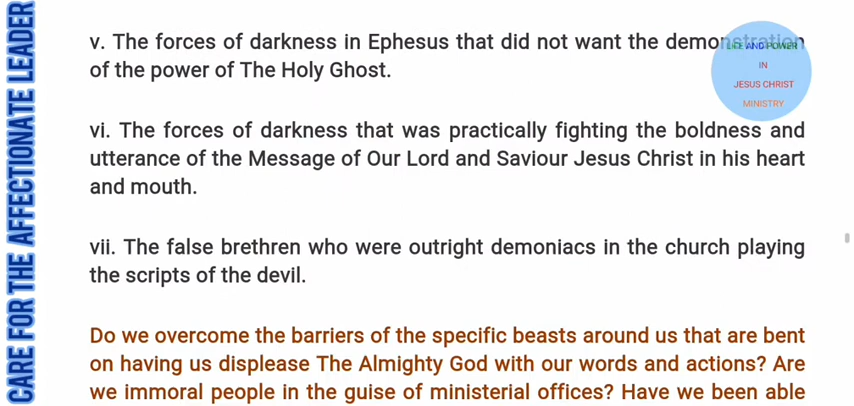 CARE FOR THE AFFECTIONATE LEADER
v. The forces of darkness in Ephesus that did not want the demonstration
of the power of The Holy Ghost.
LIFE AND POWER
IN
JESUS CHRIST
MINISTRY
vi. The forces of darkness that was practically fighting the boldness and
utterance of the Message of Our Lord and Saviour Jesus Christ in his heart
and mouth.
vii. The false brethren who were outright demoniacs in the church playing
the scripts of the devil.
Do we overcome the barriers of the specific beasts around us that are bent
on having us displease The Almighty God with our words and actions? Are
we immoral people in the guise of ministerial offices? Have we been able